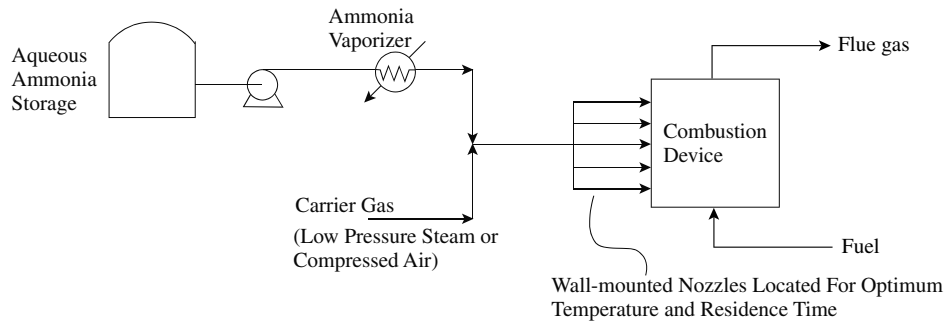 Ammonia
Vaporizer
Aqueous
Ammonia
Storage
Flue gas
Combustion
Device
Carrier Gas
(Low Pressure Steam or
Compressed Air)
Fuel
Wall-mounted Nozzles Located For Optimum
Temperature and Residence Time